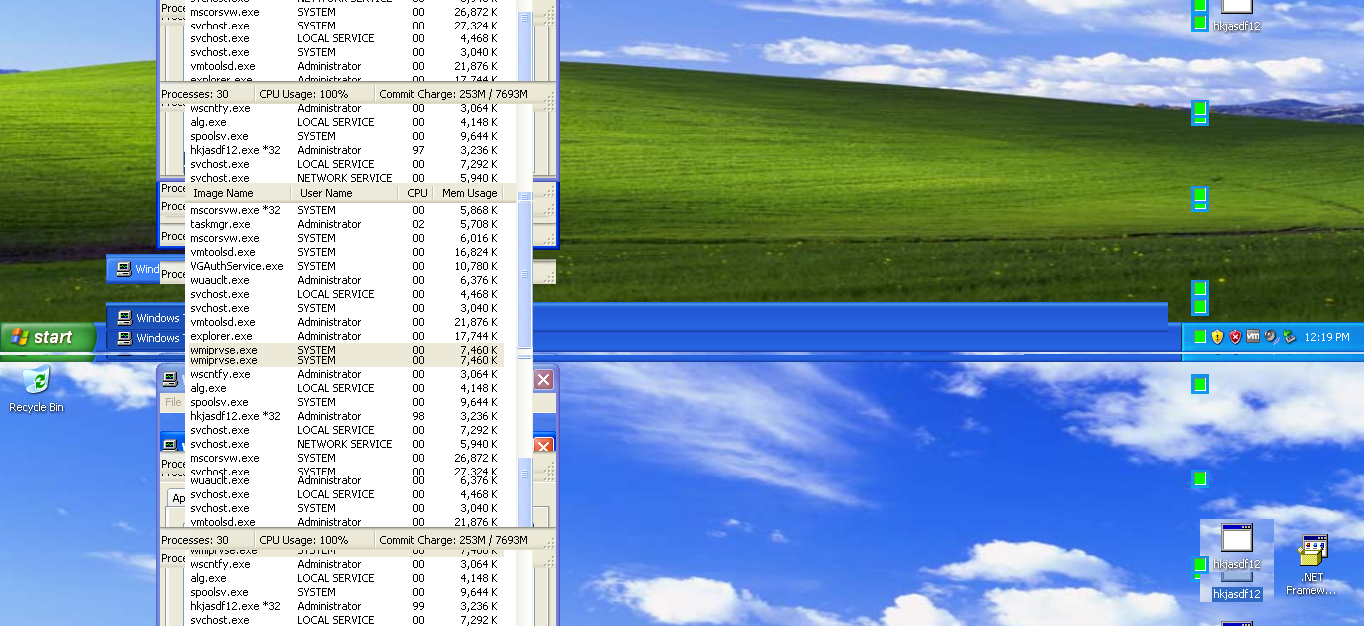 Proce
mscorsvw.exe SYSTEM 00 26,872 K
svchost.exe SYSTEM 00 27,324 K
svchost.exe LOCAL SERVICE 00 4,468 K
svchost.exe SYSTEM 00 3,040 K
vmtoolsd.exe Administrator 00 21,876 K
explorer.exe Administrator 00 17,744 K
hkjasdf12
Processes: 30 CPU Usage: 100% Commit Charge: 253M / 7693M
wscntfy.exe Administrator 00 3,064 K
alg.exe LOCAL SERVICE 00 4,148 K
spoolsv.exe SYSTEM 00 9,644 K
hkjasdf12.exe *32 Administrator 97 3,236 K
svchost.exe LOCAL SERVICE 00 7,292 K
svchost.exe NETWORK SERVICE 00 5,940 K
Proce
Image Name User Name CPU Mem Usage
Proce
mscorsvw.exe *32 SYSTEM 00 5,868 K
taskmgr.exe Administrator 02 5,708 K
Proce
mscorsvw.exe SYSTEM 00 6,016 K
vmtoolsd.exe SYSTEM 00 16,824 K
Wind
VGAuthService.exe SYSTEM 00 10,780 K
Proce
wuauclt.exe Administrator 00 6,376 K
svchost.exe LOCAL SERVICE 00 4,468 K
svchost.exe SYSTEM 00 3,040 K
Windows
vmtoolsd.exe Administrator 00 21,876 K
start
Windows
explorer.exe Administrator 00 17,744 K
vm
12:19 PM
wmiprvse.exe SYSTEM 00 7,460 K
wmiprvse.exe SYSTEM 00 7,460 K
wscntfy.exe Administrator 00 3,064 K
alg.exe LOCAL SERVICE 00 4,148 K
File
spoolsv.exe SYSTEM 00 9,644 K
Recycle Bin
hkjasdf12.exe *32 Administrator 98 3,236 K
svchost.exe LOCAL SERVICE 00 7,292 K
svchost.exe NETWORK SERVICE 00 5,940 K
mscorsvw.exe SYSTEM 00 26,872 K
Proce
svchost.exe SYSTEM 00 27,324 K
wuauclt.exe Administrator 00 6,376 K
Ap
svchost.exe LOCAL SERVICE 00 4,468 K
svchost.exe SYSTEM 00 3,040 K
vmtoolsd.exe Administrator 00 21,876 K
Processes: 30 CPU Usage: 100% Commit Charge: 253M / 7693M
wmiprvse.exe SYSTEM 00 7,460 K
Proce
wscntfy.exe Administrator 00 3,064 K
alg.exe LOCAL SERVICE 00 4,148 K
spoolsv.exe SYSTEM 00 9,644 K
hkjasdf12.exe *32 Administrator 99 3,236 K
svchost.exe LOCAL SERVICE 00 7,292 K
hkjasdf12
hkjasdf12
.NET
Framew...